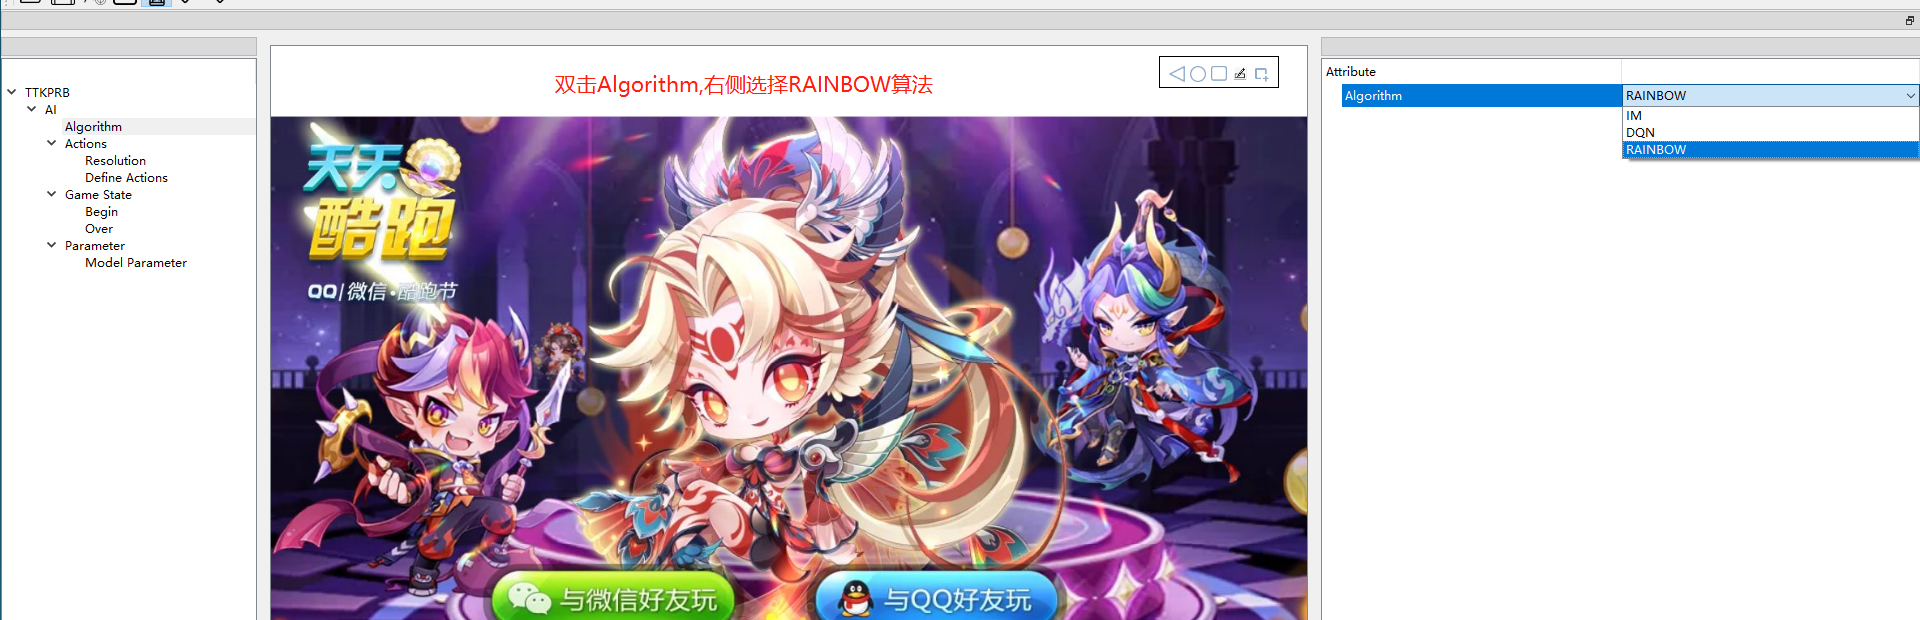 双击Algorithm,右侧选择RAINBOW算法
TTKPRB
AI
Algorithm
Actions
Resolution
Define Actions
Game State
Begin
Over
Parameter
Model Parameter
天天
酷跑
QQ|微信·酷跑节
与微信好友玩
与QQ好友玩
Attribute
Algorithm
RAINBOW
IM
DQN
RAINBOW